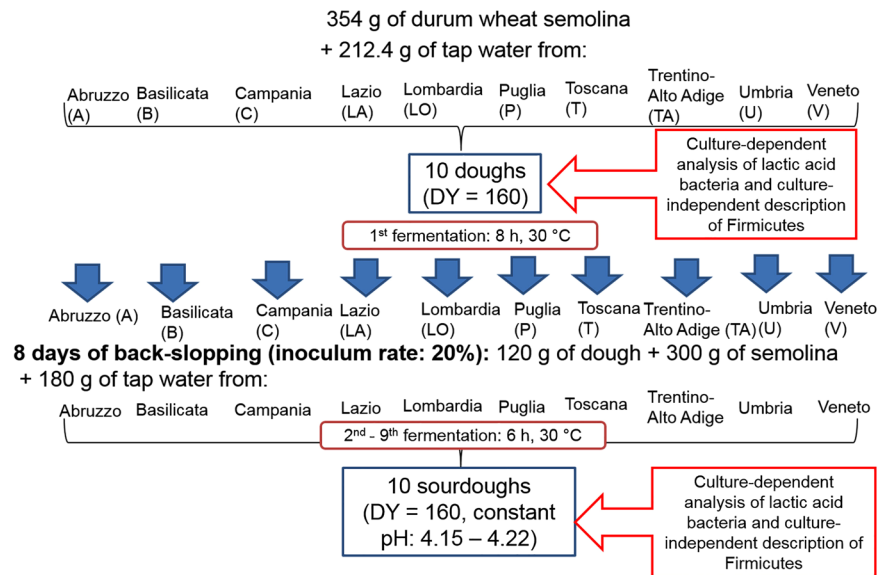 354 g of durum wheat semolina
+ 212.4 g of tap water from:
Abruzzo (A)
Basilicata (B)
Campania (C)
Lazio (LA)
Lombardia (LO)
Puglia (P)
Toscana (T)
Trentino-
Alto Adige
(TA)
Umbria (U)
Veneto (V)
10 doughs
(DY = 160)
Culture-dependent
analysis of lactic acid
bacteria and culture-
independent description
of Firmicutes
1st fermentation: 8 h, 30 °C
Abruzzo (A)
Basilicata (B)
Campania (C)
Lazio (LA)
Lombardia (LO)
Puglia (P)
Toscana (T)
Trentino-
Alto Adige (TA)
Umbria (U)
Veneto (V)
8 days of back-slopping (inoculum rate: 20%): 120 g of dough + 300 g of semolina
+ 180 g of tap water from:
Abruzzo
Basilicata
Campania
Lazio
Lombardia
Puglia
Toscana
Trentino-
Alto Adige
Umbria
Veneto
2nd - 9th fermentation: 6 h, 30 °C
10 sourdoughs
(DY = 160, constant
pH: 4.15 – 4.22)
Culture-dependent
analysis of lactic acid
bacteria and culture-
independent description of
Firmicutes